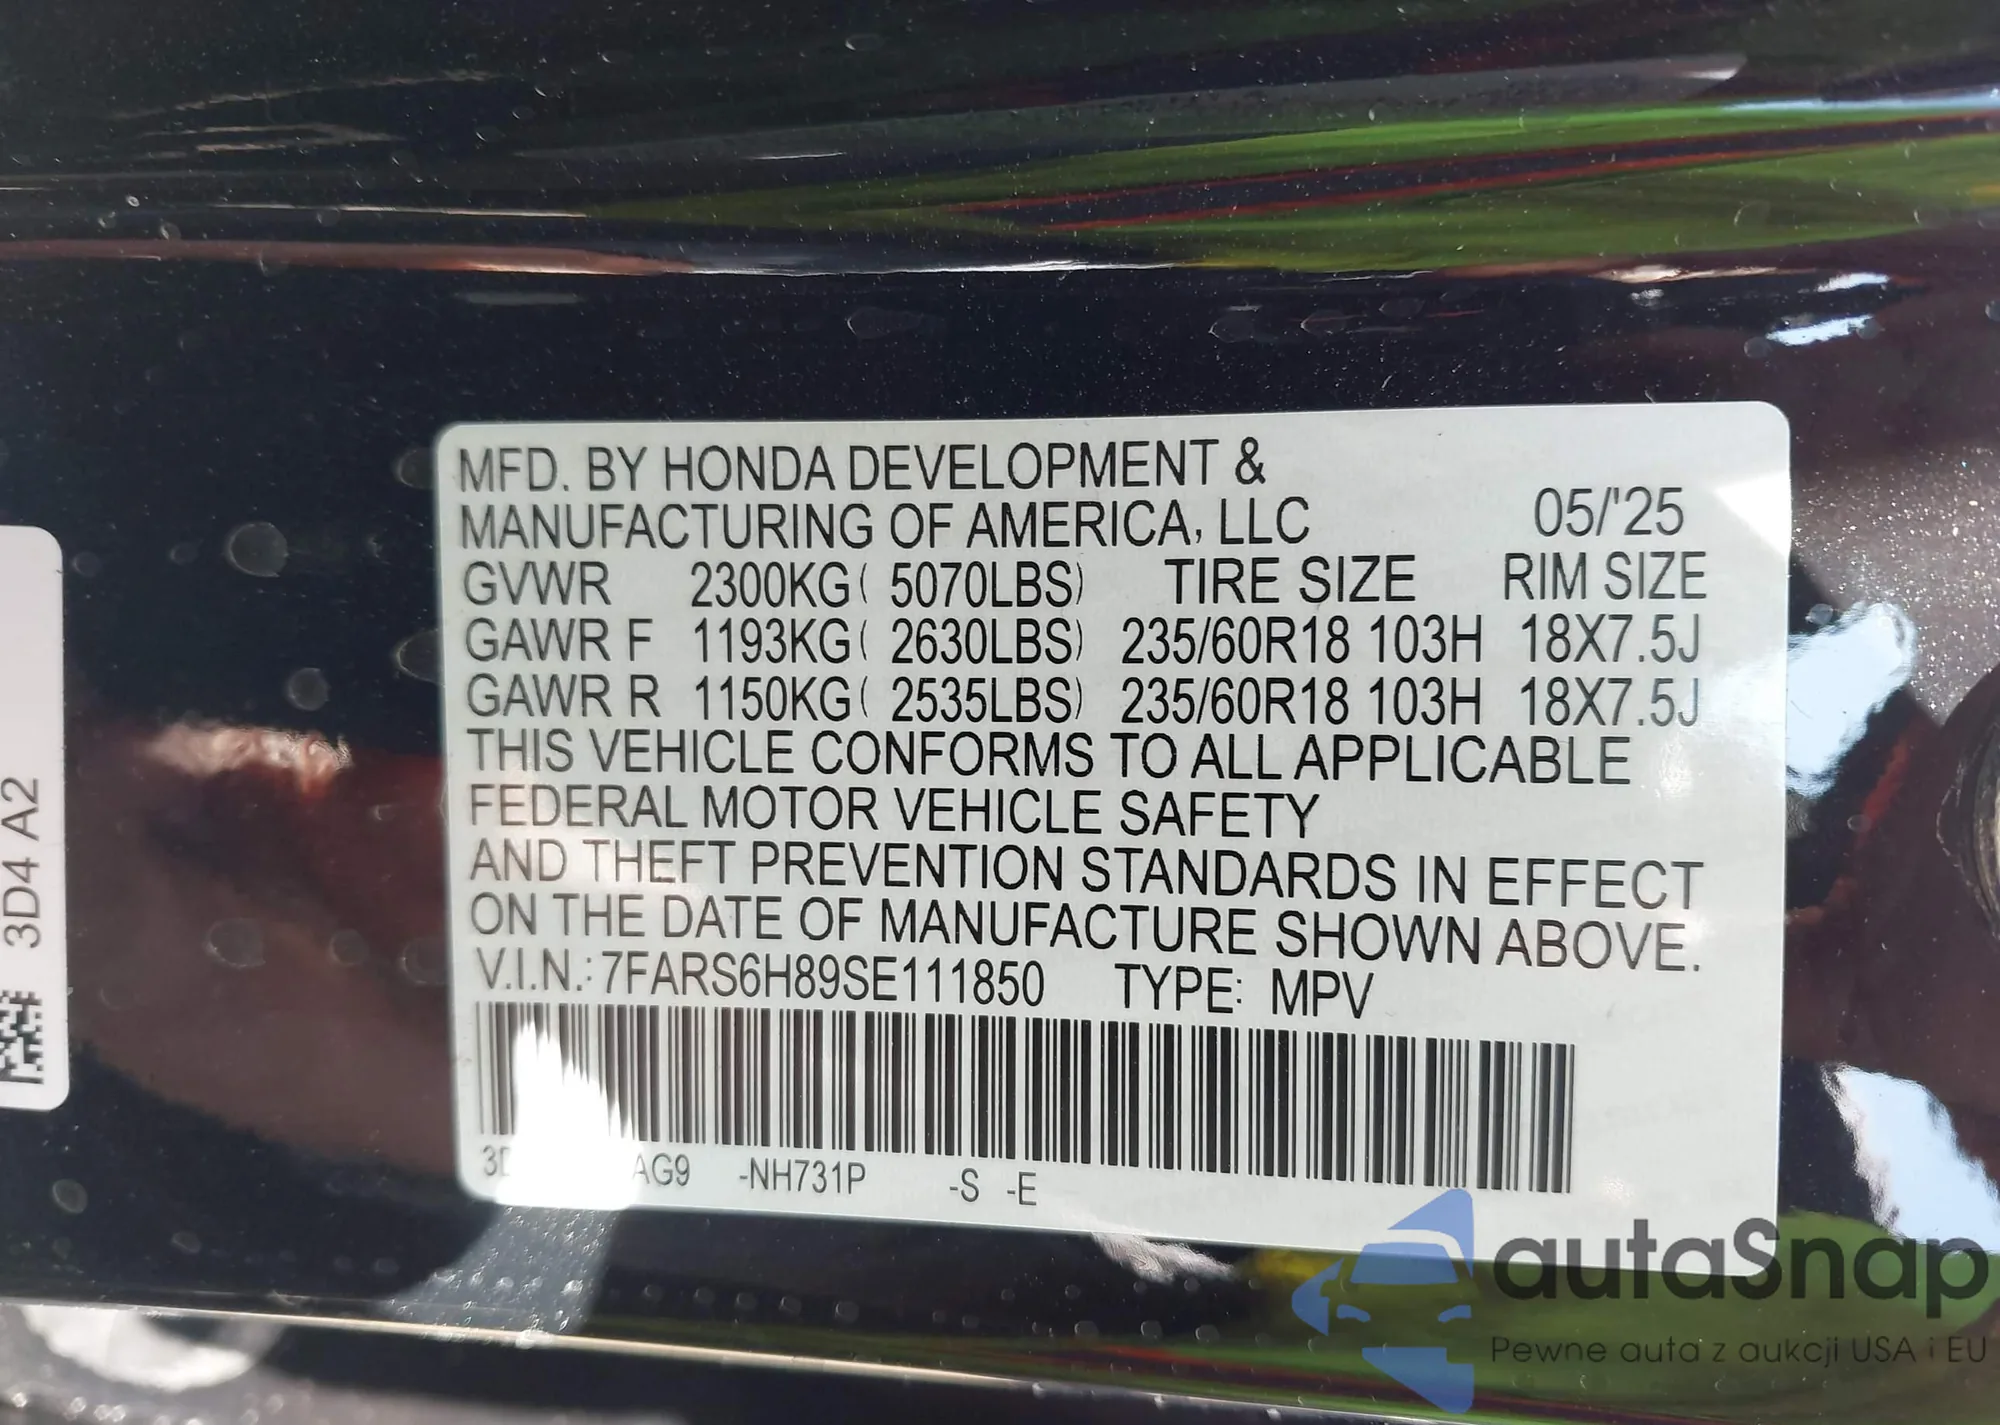 MFD. BY HONDA DEVELOPMENT &
MANUFACTURING OF AMERICA, LLC 05/'25
GVWR 2300KG( 5070LBS) TIRE SIZE RIM SIZE
GAWR F 1193KG( 2630LBS) 235/60R18 103H 18X7.5J
GAWR R 1150KG( 2535LBS) 235/60R18 103H 18X7.5J
THIS VEHICLE CONFORMS TO ALL APPLICABLE
FEDERAL MOTOR VEHICLE SAFETY
AND THEFT PREVENTION STANDARDS IN EFFECT
ON THE DATE OF MANUFACTURE SHOWN ABOVE.
V.I.N.: 7FARS6H89SE111850 TYPE: MPV
AG9 -NH731P -S -E
3D4 A2
autaSnap
Pewne auta z aukcji USA i EU